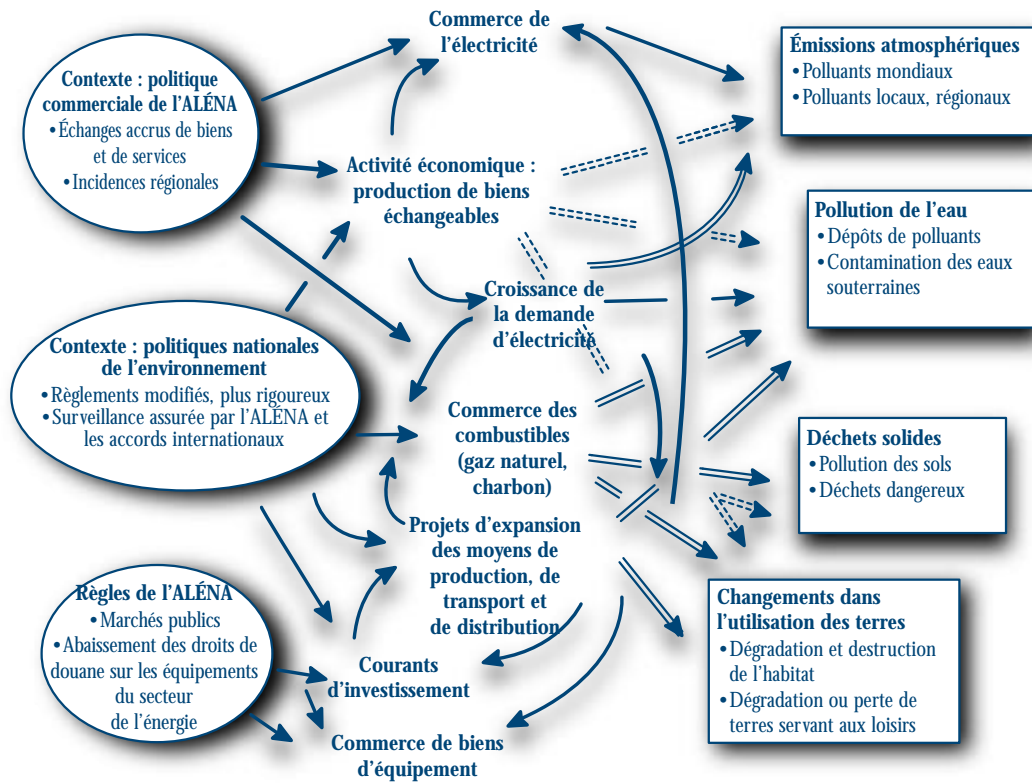 Commerce de
l'électricité
Contexte : politique
commerciale de l'ALÉNA
• Échanges accrus de biens
et de services
• Incidences régionales
Activité économique :
production de biens
échangeables
Croissance de
la demande
d'électricité
Contexte : politiques nationales
de l'environnement
• Règlements modifiés, plus rigoureux
• Surveillance assurée par l'ALÉNA et
les accords internationaux
Commerce des
combustibles
(gaz naturel,
charbon)
Projets d'expansion
des moyens de
production, de
transport et
de distribution
Règles de l'ALÉNA
• Marchés publics
• Abaissement des droits de
douane sur les équipements
du secteur
de l'énergie
Courants
d'investissement
Commerce de biens
d'équipement
Émissions atmosphériques
• Polluants mondiaux
• Polluants locaux, régionaux
Pollution de l'eau
• Dépôts de polluants
• Contamination des eaux
souterraines
Déchets solides
• Pollution des sols
• Déchets dangereux
Changements dans
l'utilisation des terres
• Dégradation et destruction
de l'habitat
• Dégradation ou perte de
terres servant aux loisirs